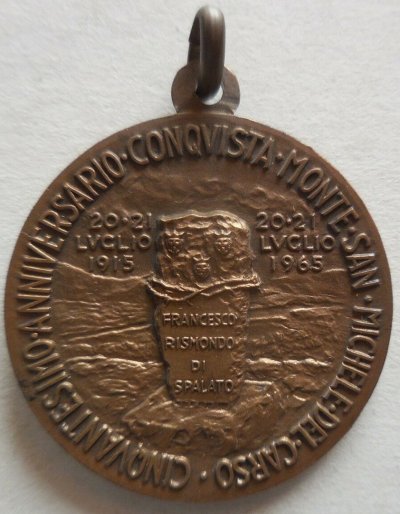 CINQVANTESIMO·ANNIVERSARIO·CONQVISTA·MONTE·SAN·MICHELE·DEL·CARSO·
20·21
LVGLIO
1915
20·21
LVGLIO
1965
FRANCESCO
RISMONDO
DI
SPALATO